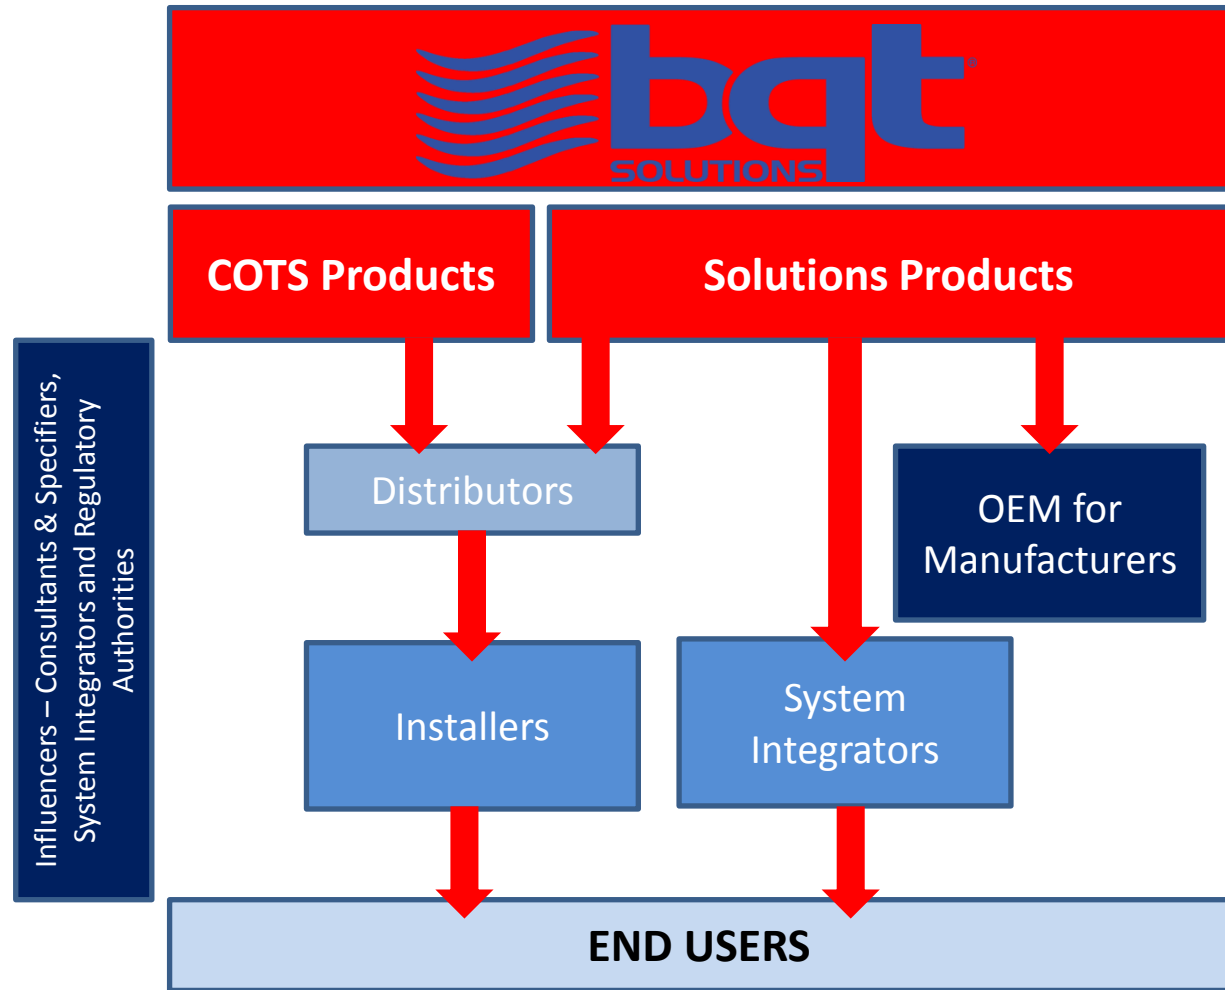 bqt®
SOLUTIONS
COTS Products
Solutions Products
Influencers – Consultants & Specifiers,
System Integrators and Regulatory
Authorities
Distributors
OEM for
Manufacturers
Installers
System
Integrators
END USERS